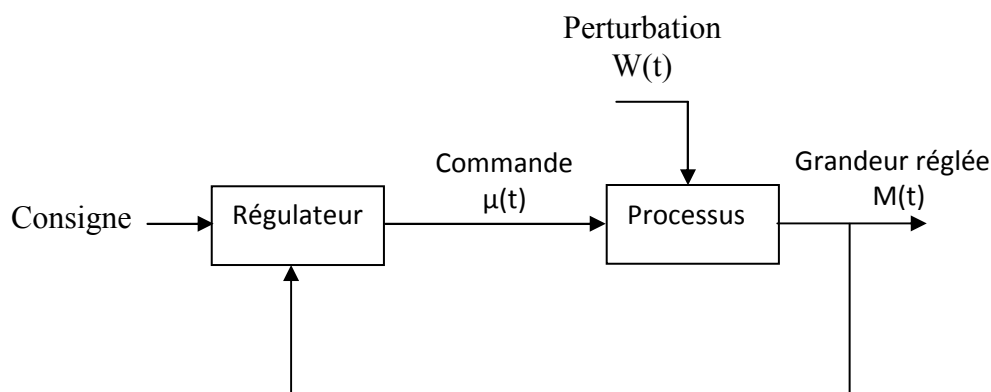 Perturbation
W(t)
Commande
µ(t)
Grandeur réglée
M(t)
Consigne
Régulateur
Processus